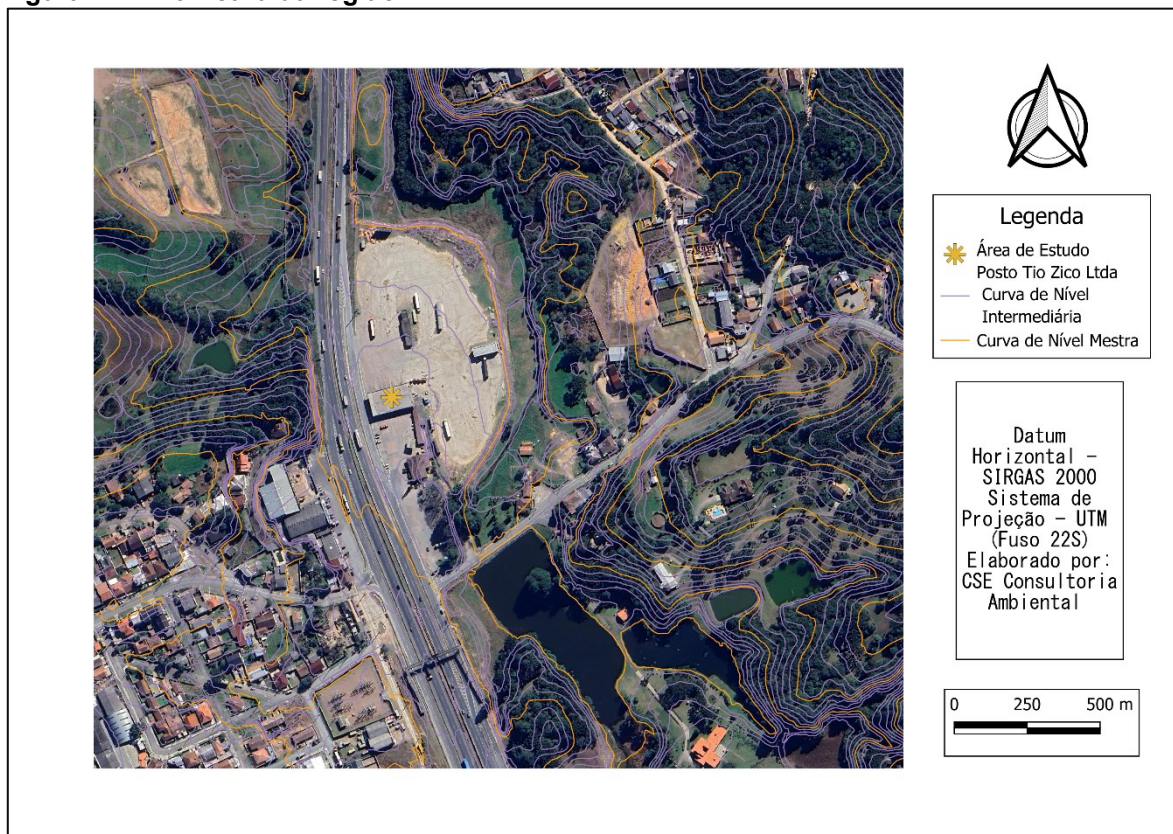 Legenda
Área de Estudo
Posto Tio Zico Ltda
Curva de Nível
Intermediária
Curva de Nível Mestra
Datum
Horizontal –
SIRGAS 2000
Sistema de
Projeção – UTM
(Fuso 22S)
Elaborado por:
CSE Consultoria
Ambiental
0 250 500 m